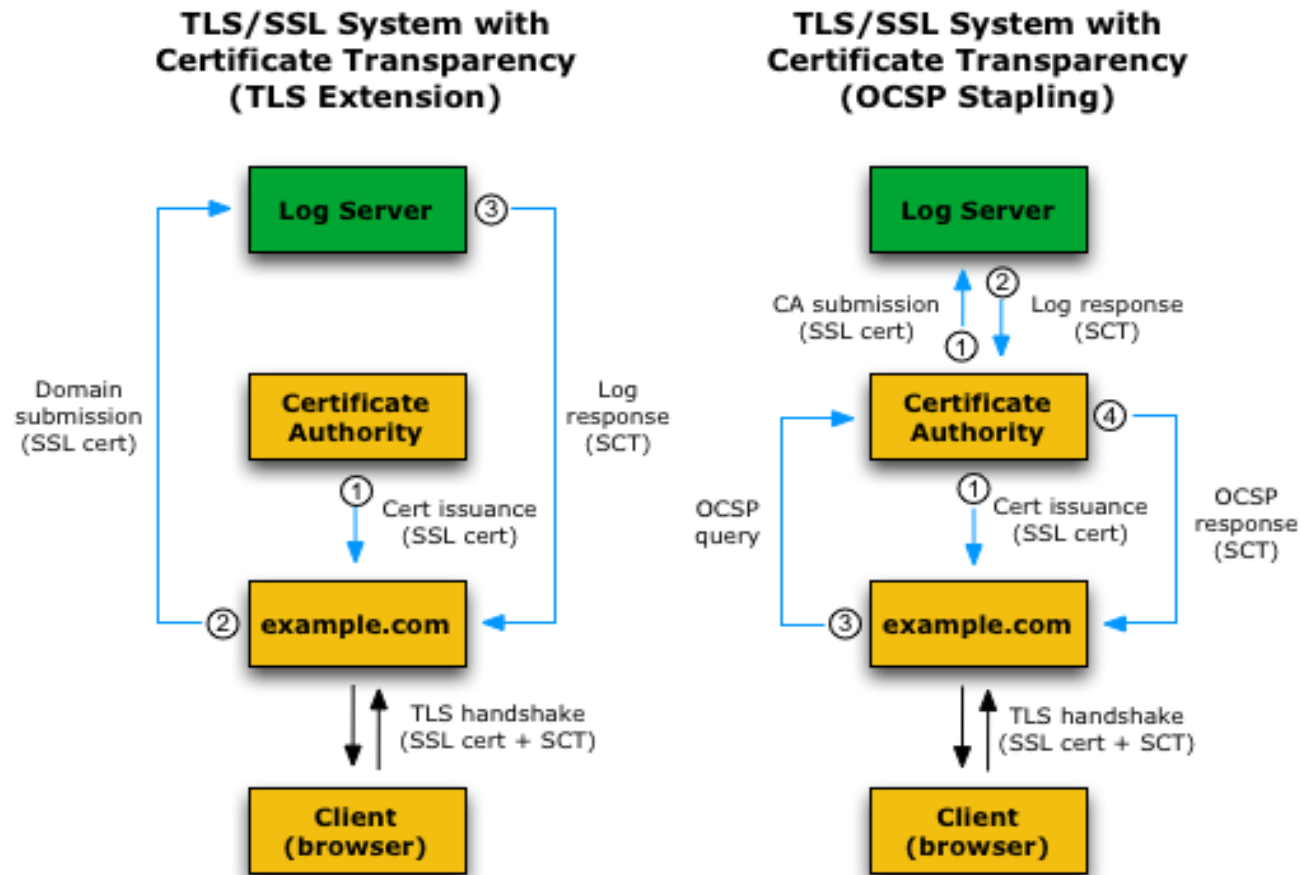 TLS/SSL System with
Certificate Transparency
(TLS Extension)
Log Server
3
Domain
submission
(SSL cert)
Certificate
Authority
Log
response
(SCT)
1
Cert issuance
(SSL cert)
2
example.com
TLS handshake
(SSL cert + SCT)
Client
(browser)
TLS/SSL System with
Certificate Transparency
(OCSP Stapling)
Log Server
2
CA submission
(SSL cert)
Log response
(SCT)
1
Certificate
Authority
4
1
Cert issuance
(SSL cert)
OCSP
query
OCSP
response
(SCT)
3
example.com
TLS handshake
(SSL cert + SCT)
Client
(browser)